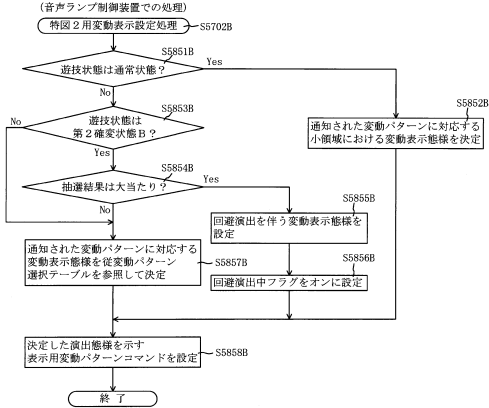 (音声ランプ制御装置での処理)
特図2用変動表示設定処理
S5702B
S5851B
遊技状態は通常状態?
Yes
No
S5853B
遊技状態は
第2確変状態B?
No
Yes
S5852B
通知された変動パターンに対応する
小領域における変動表示態様を決定
S5854B
抽選結果は大当たり?
Yes
No
S5855B
回避演出を伴う変動表示態様を
設定
S5856B
回避演出中フラグをオンに設定
通知された変動パターンに対応する
変動表示態様を従変動パターン
選択テーブルを参照して決定
S5857B
決定した演出態様を示す
表示用変動パターンコマンドを設定
S5858B
終了